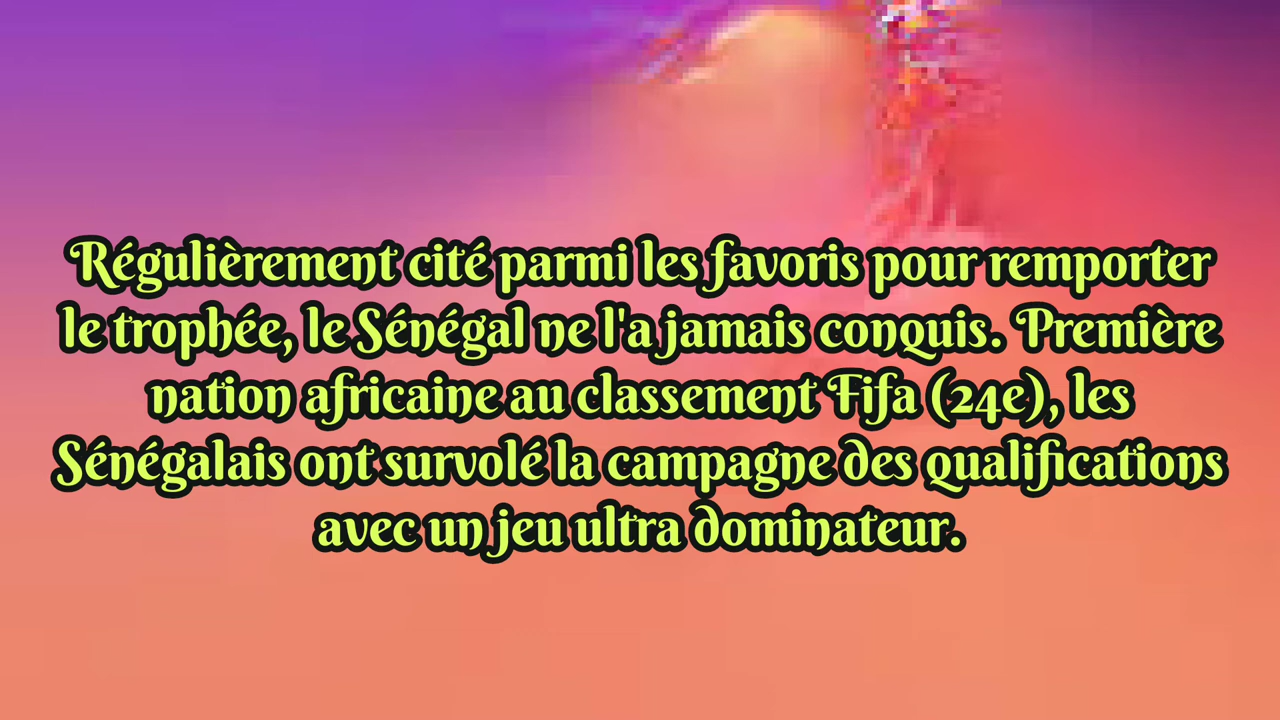 Régulièrement cité parmi les favoris pour remporter
le trophée, le Sénégal ne l'a jamais conquis. Première
nation africaine au classement Fifa (24e), les
Sénégalais ont survolé la campagne des qualifications
avec un jeu ultra dominateur.